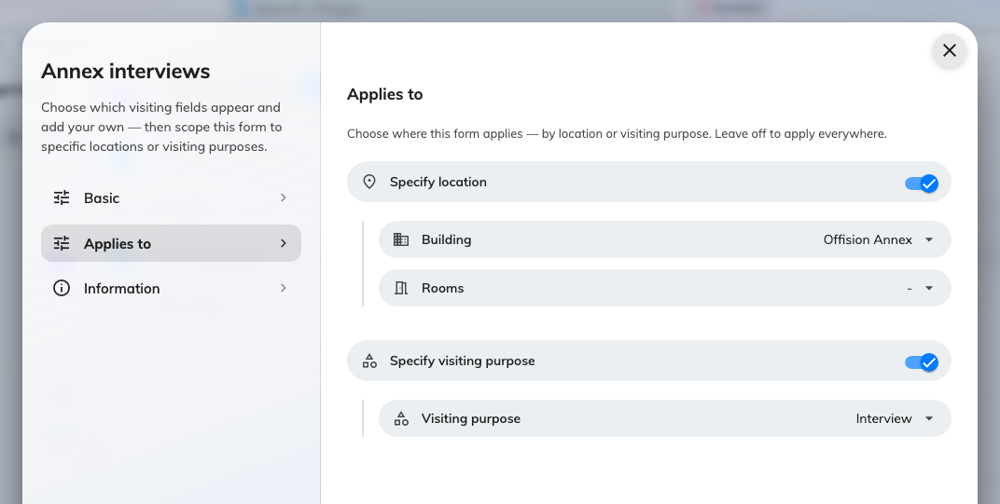 Annex interviews
Choose which visiting fields appear and
add your own — then scope this form to
specific locations or visiting purposes.
Basic
Applies to
Information
Applies to
Choose where this form applies — by location or visiting purpose. Leave off to apply everywhere.
Specify location
Building
Offision Annex
Rooms
-
Specify visiting purpose
Visiting purpose
Interview